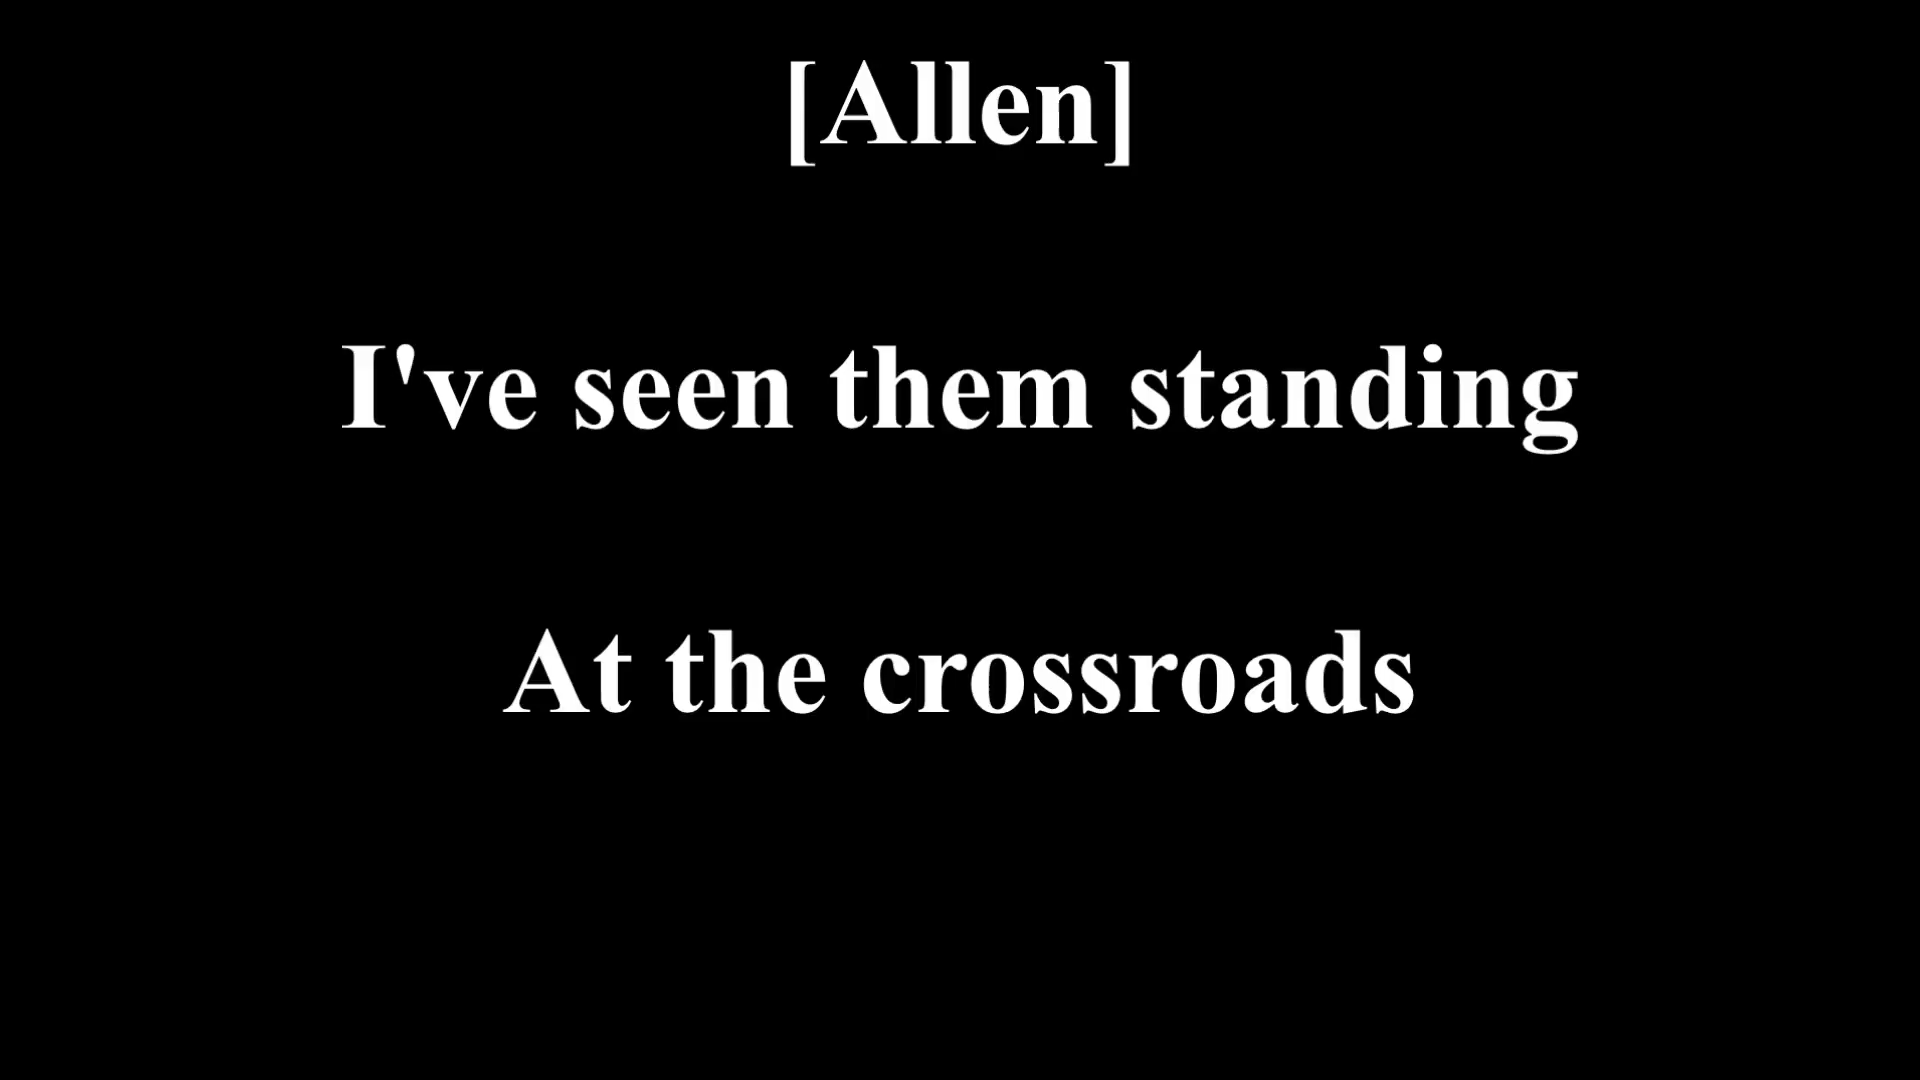 [Allen]
I've seen them standing
At the crossroads